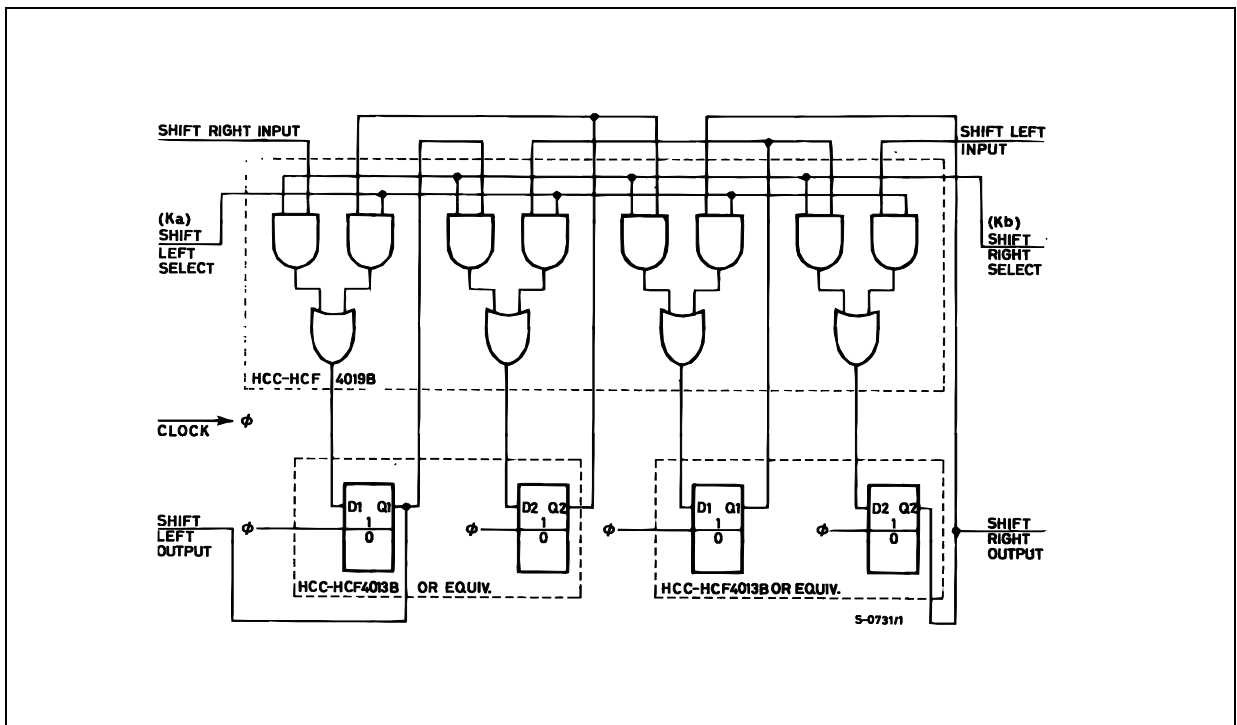 SHIFT RIGHT INPUT
SHIFT LEFT
INPUT
(Ka)
SHIFT
LEFT
SELECT
(Kb)
SHIFT
RIGHT
SELECT
HCC-HCF 4019B
CLOCK
ϕ
D1 Q1
1
0
D2 Q2
1
0
D1 Q1
1
0
D2 Q2
1
0
SHIFT
LEFT
OUTPUT
ϕ
ϕ
ϕ
ϕ
SHIFT
RIGHT
OUTPUT
HCC-HCF4013B OR EQUIV.
HCC-HCF4013B OR EQUIV.
S-0731/1